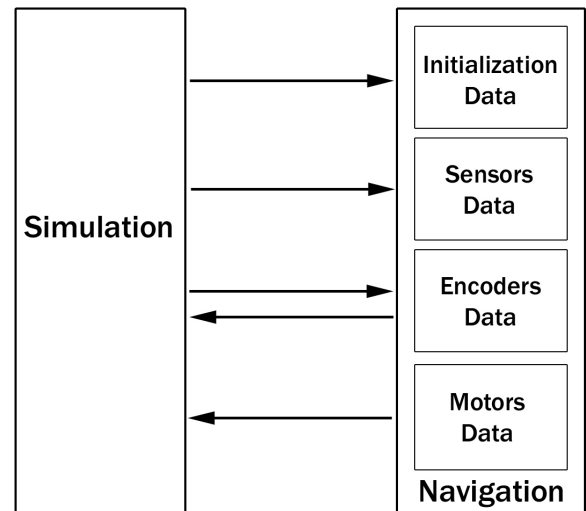 Simulation
Initialization
Data
Sensors
Data
Encoders
Data
Motors
Data
Navigation